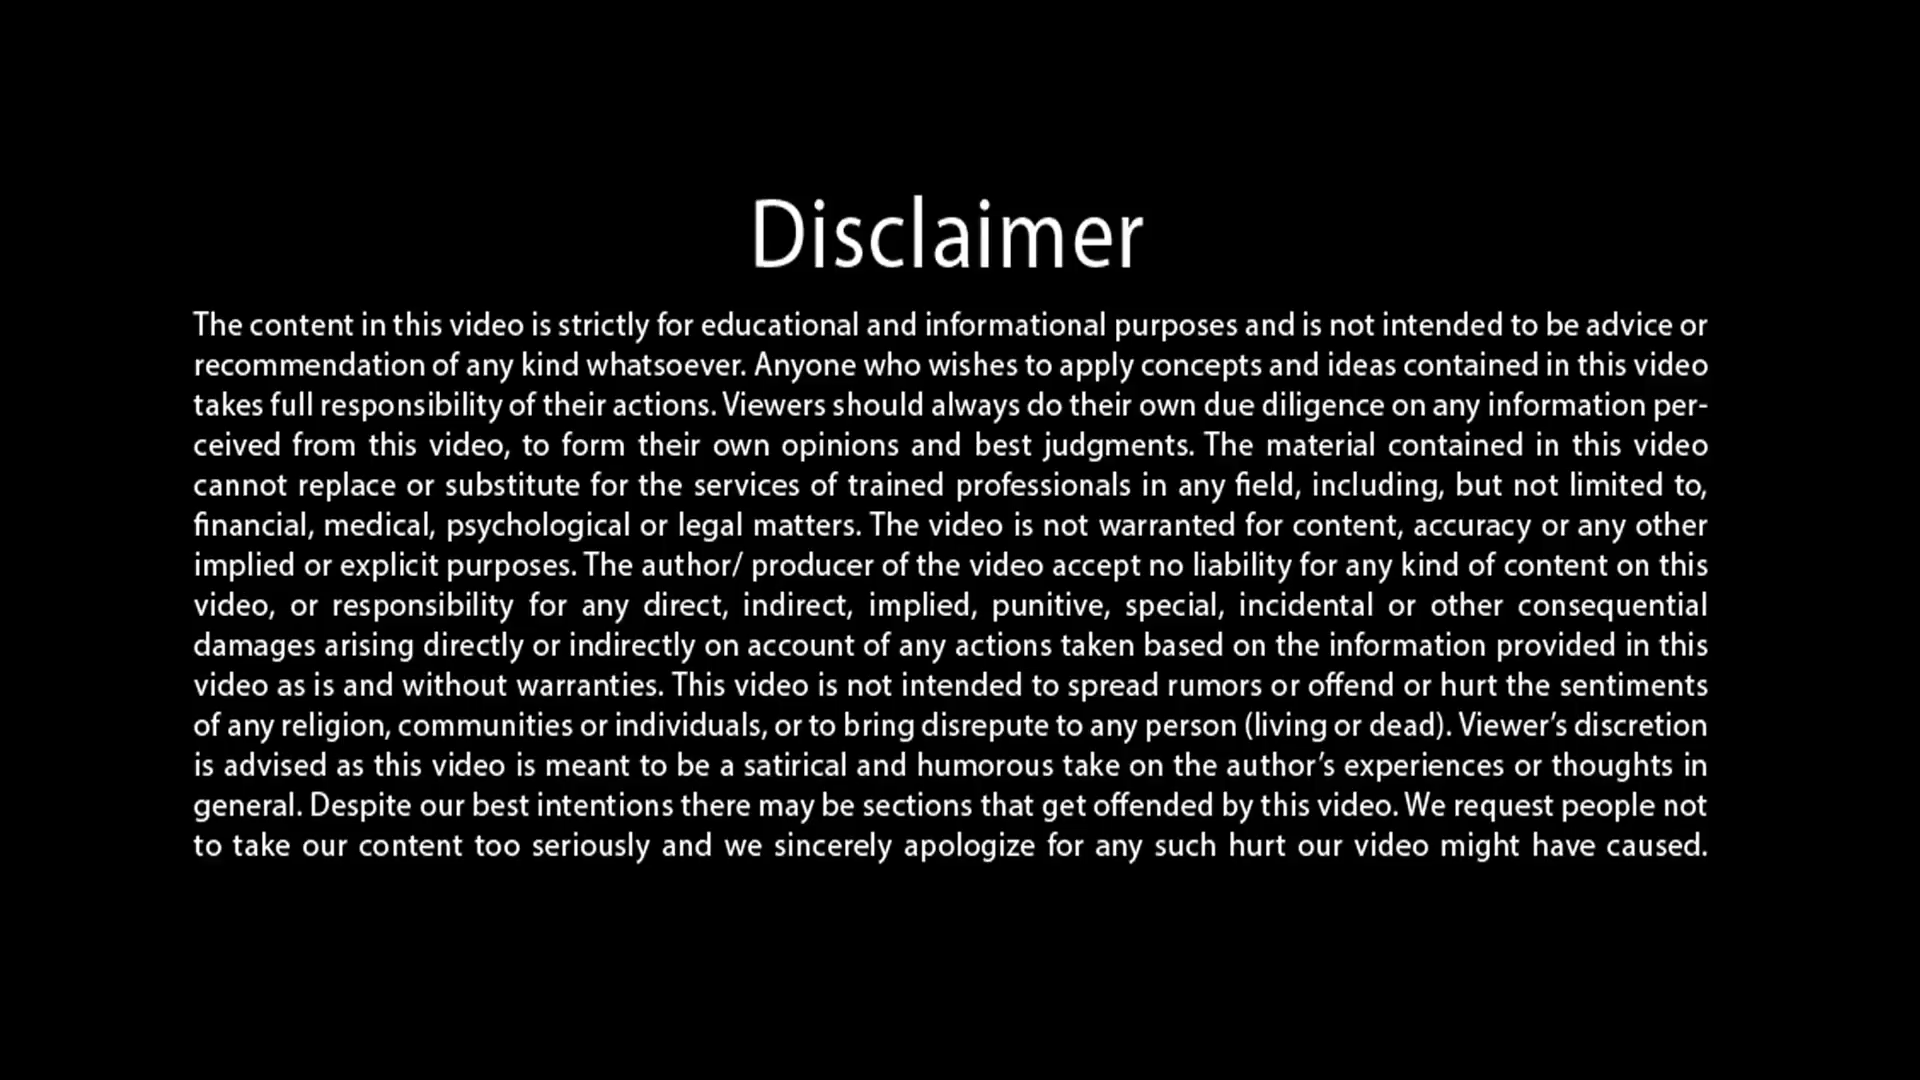 Disclaimer
The content in this video is strictly for educational and informational purposes and is not intended to be advice or
recommendation of any kind whatsoever. Anyone who wishes to apply concepts and ideas contained in this video
takes full responsibility of their actions. Viewers should always do their own due diligence on any information per-
ceived from this video, to form their own opinions and best judgments. The material contained in this video
cannot replace or substitute for the services of trained professionals in any field, including, but not limited to,
financial, medical, psychological or legal matters. The video is not warranted for content, accuracy or any other
implied or explicit purposes. The author/ producer of the video accept no liability for any kind of content on this
video, or responsibility for any direct, indirect, implied, punitive, special, incidental or other consequential
damages arising directly or indirectly on account of any actions taken based on the information provided in this
video as is and without warranties. This video is not intended to spread rumors or offend or hurt the sentiments
of any religion, communities or individuals, or to bring disrepute to any person (living or dead). Viewer’s discretion
is advised as this video is meant to be a satirical and humorous take on the author’s experiences or thoughts in
general. Despite our best intentions there may be sections that get offended by this video. We request people not
to take our content too seriously and we sincerely apologize for any such hurt our video might have caused.